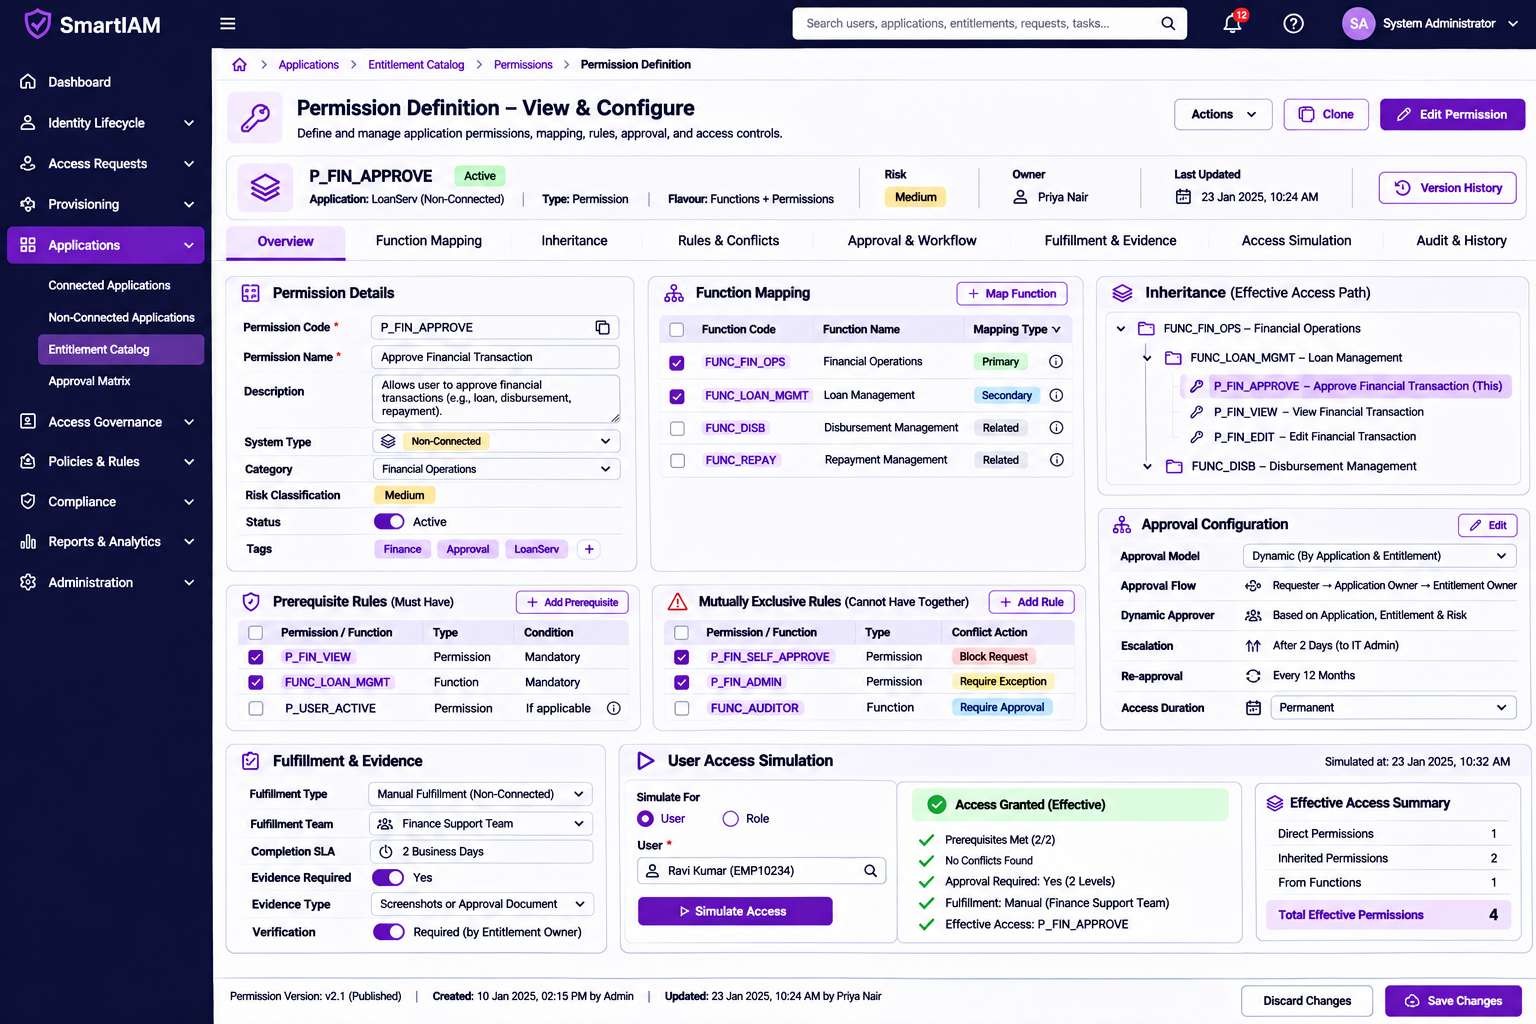 SmartIAM
Search users, applications, entitlements, requests, tasks...
12
SA
System Administrator
Dashboard
Identity Lifecycle
Access Requests
Provisioning
Applications
Connected Applications
Non-Connected Applications
Entitlement Catalog
Approval Matrix
Access Governance
Policies & Rules
Compliance
Reports & Analytics
Administration
Applications > Entitlement Catalog > Permissions > Permission Definition
Permission Definition – View & Configure
Define and manage application permissions, mapping, rules, approval, and access controls.
Actions
Clone
Edit Permission
P_FIN_APPROVE Active
Application: LoanServ (Non-Connected) | Type: Permission | Flavour: Functions + Permissions
Risk
Medium
Owner
Priya Nair
Last Updated
23 Jan 2025, 10:24 AM
Version History
Overview
Function Mapping
Inheritance
Rules & Conflicts
Approval & Workflow
Fulfillment & Evidence
Access Simulation
Audit & History
Permission Details
Permission Code * P_FIN_APPROVE
Permission Name * Approve Financial Transaction
Description Allows user to approve financial
transactions (e.g., loan, disbursement,
repayment).
System Type Non-Connected
Category Financial Operations
Risk Classification Medium
Status Active
Tags Finance Approval LoanServ +
Function Mapping + Map Function
Function Code Function Name Mapping Type
FUNC_FIN_OPS Financial Operations Primary
FUNC_LOAN_MGMT Loan Management Secondary
FUNC_DISB Disbursement Management Related
FUNC_REPAY Repayment Management Related
Inheritance (Effective Access Path)
FUNC_FIN_OPS – Financial Operations
FUNC_LOAN_MGMT – Loan Management
P_FIN_APPROVE – Approve Financial Transaction (This)
P_FIN_VIEW – View Financial Transaction
P_FIN_EDIT – Edit Financial Transaction
FUNC_DISB – Disbursement Management
Approval Configuration Edit
Approval Model Dynamic (By Application & Entitlement)
Approval Flow Requester → Application Owner → Entitlement Owner
Dynamic Approver Based on Application, Entitlement & Risk
Escalation After 2 Days (to IT Admin)
Re-approval Every 12 Months
Access Duration Permanent
Prerequisite Rules (Must Have) + Add Prerequisite
Permission / Function Type Condition
P_FIN_VIEW Permission Mandatory
FUNC_LOAN_MGMT Function Mandatory
P_USER_ACTIVE Permission If applicable
Mutually Exclusive Rules (Cannot Have Together) + Add Rule
Permission / Function Type Conflict Action
P_FIN_SELF_APPROVE Permission Block Request
P_FIN_ADMIN Permission Require Exception
FUNC_AUDITOR Function Require Approval
Fulfillment & Evidence
Fulfillment Type Manual Fulfillment (Non-Connected)
Fulfillment Team Finance Support Team
Completion SLA 2 Business Days
Evidence Required Yes
Evidence Type Screenshots or Approval Document
Verification Required (by Entitlement Owner)
User Access Simulation
Simulated at: 23 Jan 2025, 10:32 AM
Simulate For
User Role
User *
Ravi Kumar (EMP10234)
Simulate Access
Access Granted (Effective)
Prerequisites Met (2/2)
No Conflicts Found
Approval Required: Yes (2 Levels)
Fulfillment: Manual (Finance Support Team)
Effective Access: P_FIN_APPROVE
Effective Access Summary
Direct Permissions 1
Inherited Permissions 2
From Functions 1
Total Effective Permissions 4
Permission Version: v2.1 (Published) | Created: 10 Jan 2025, 02:15 PM by Admin | Updated: 23 Jan 2025, 10:24 AM by Priya Nair
Discard Changes
Save Changes